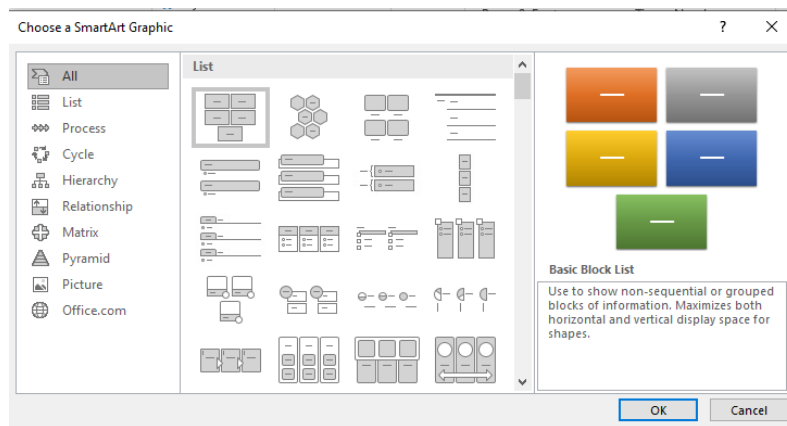 Choose a SmartArt Graphic
?
All
List
Process
Cycle
Hierarchy
Relationship
Matrix
Pyramid
Picture
Office.com
List
Basic Block List
Use to show non-sequential or grouped
blocks of information. Maximizes both
horizontal and vertical display space for
shapes.
OK
Cancel